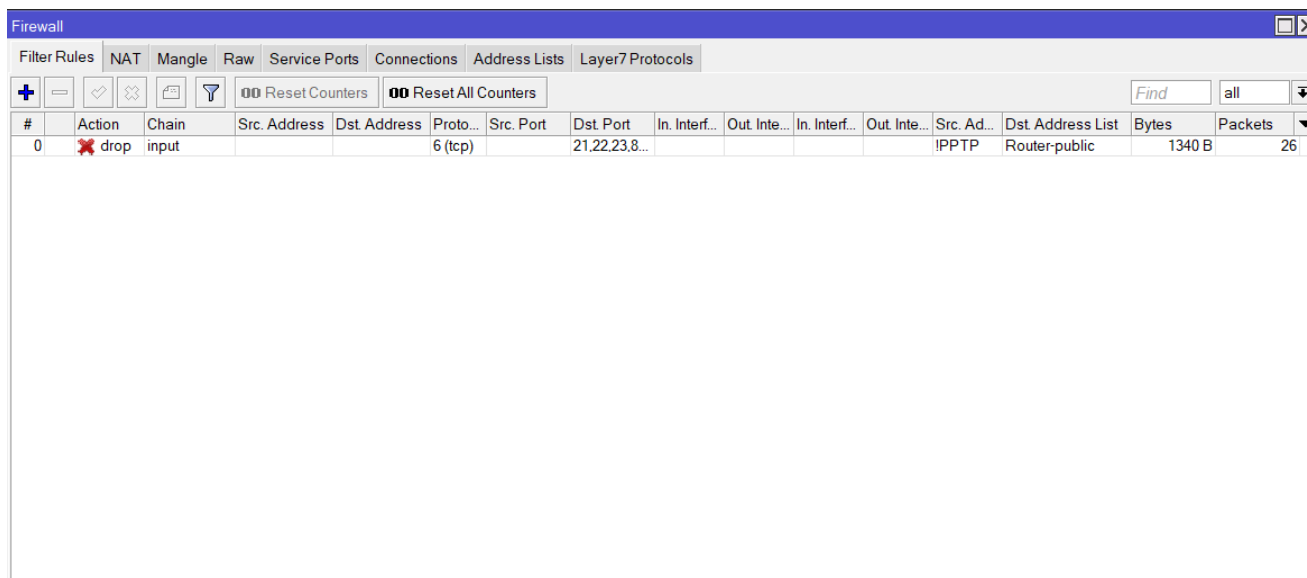 Firewall
Filter Rules NAT Mangle Raw Service Ports Connections Address Lists Layer7 Protocols
00 Reset Counters 00 Reset All Counters Find all
# Action Chain Src. Address Dst. Address Proto... Src. Port Dst. Port In. Interf... Out. Inte... In. Interf... Out. Inte... Src. Ad... Dst. Address List Bytes Packets
0 drop input 6 (tcp) 21,22,23,8... !PPTP Router-public 1340 B 26